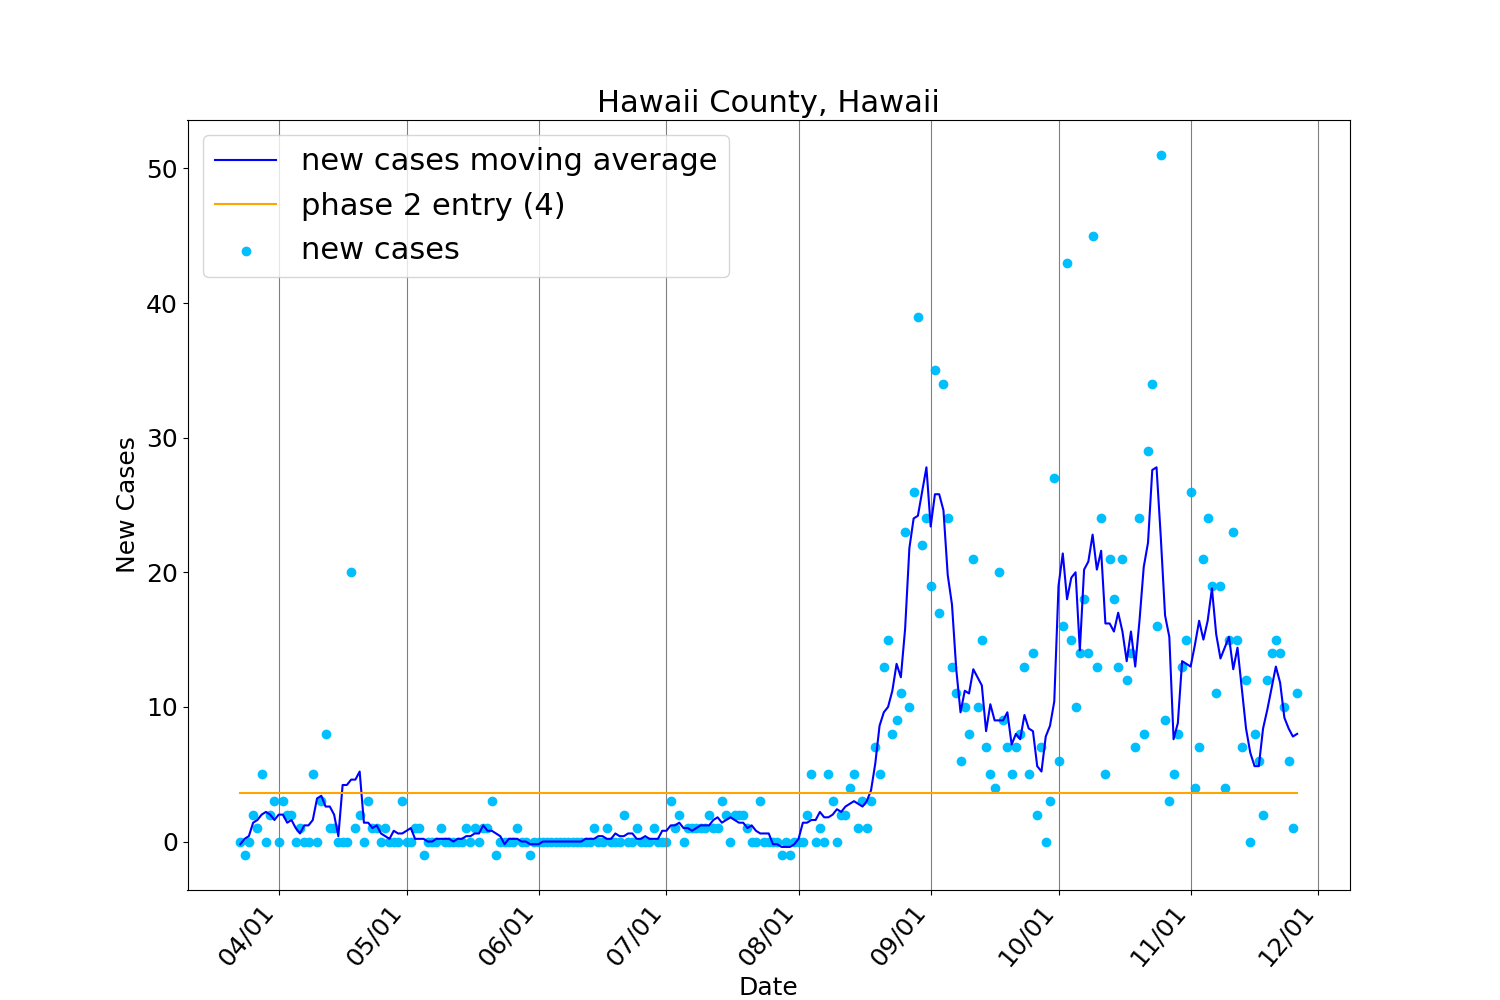 Hawaii County, Hawaii
new cases moving average
phase 2 entry (4)
new cases
50
40
30
20
10
0
New Cases
04/01
05/01
06/01
07/01
08/01
09/01
10/01
11/01
12/01
Date